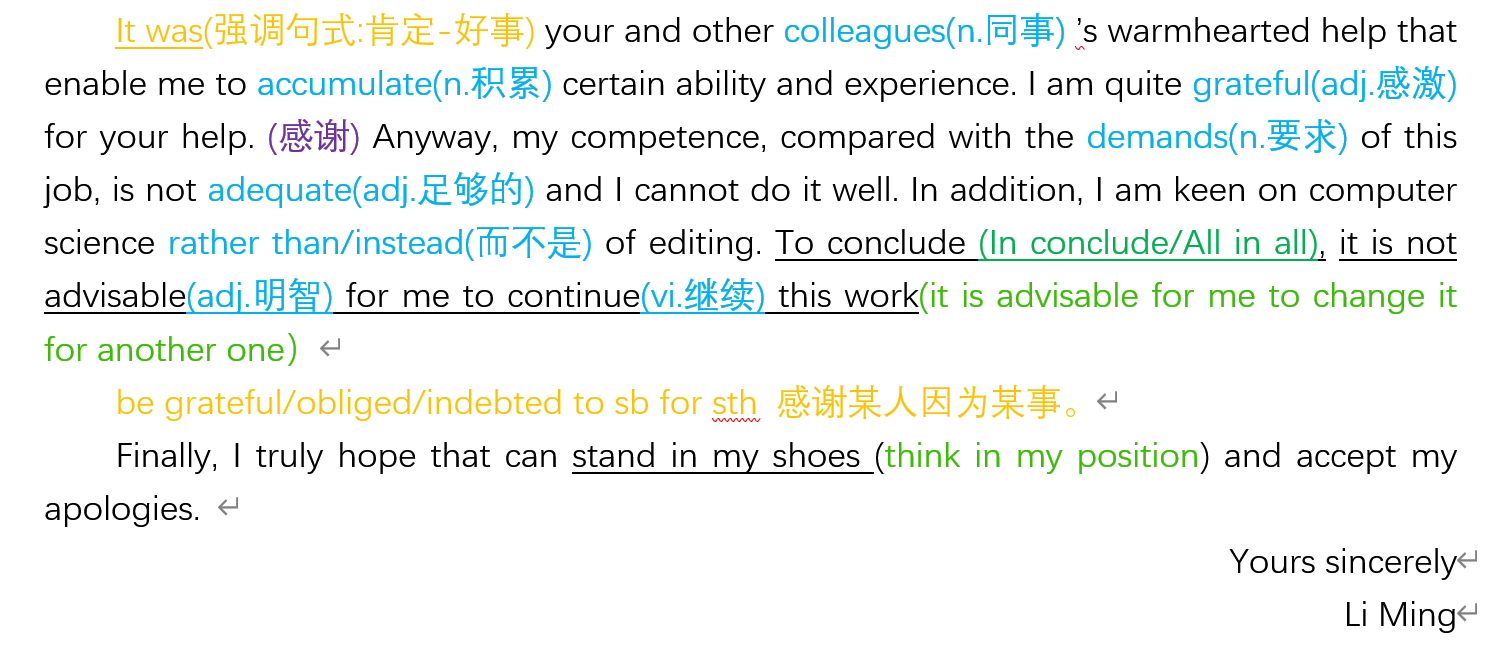 It was(强调句式:肯定-好事) your and other colleagues(n.同事) 's warmhearted help that
enable me to accumulate(n.积累) certain ability and experience. I am quite grateful(adj.感激)
for your help. (感谢) Anyway, my competence, compared with the demands(n.要求) of this
job, is not adequate(adj.足够的) and I cannot do it well. In addition, I am keen on computer
science rather than/instead(而不是) of editing. To conclude (In conclude/All in all), it is not
advisable(adj.明智) for me to continue(vi.继续) this work(it is advisable for me to change it
for another one）
be grateful/obliged/indebted to sb for sth 感谢某人因为某事。
Finally, I truly hope that can stand in my shoes (think in my position) and accept my
apologies.
Yours sincerely
Li Ming